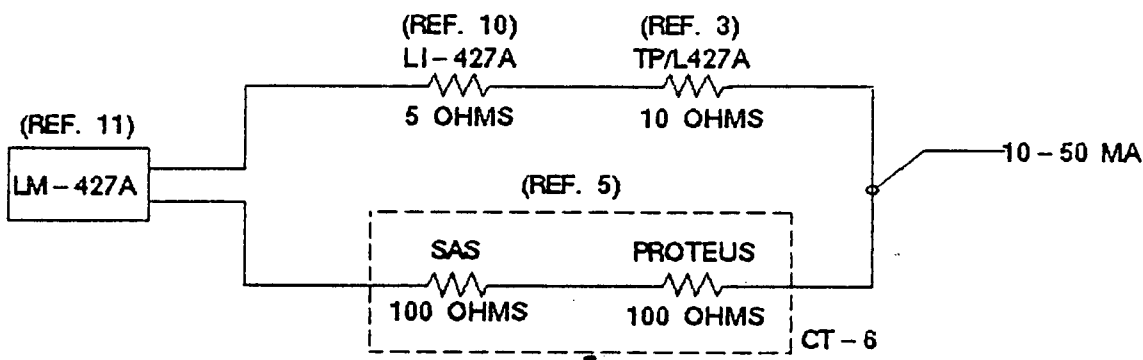 (REF. 10) (REF. 3)
LI-427A TP/L427A
5 OHMS 10 OHMS
(REF. 11)
LM-427A
10-50 MA
(REF. 5)
SAS PROTEUS
100 OHMS 100 OHMS
CT-6